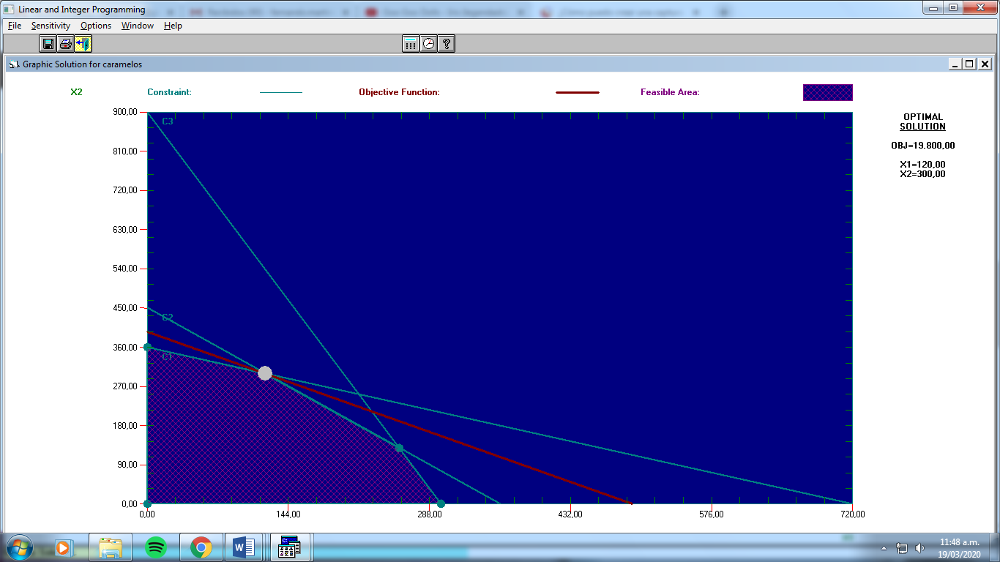 Linear and Integer Programming
File Sensitivity Options Window Help
Graphic Solution for caramelos
X2 Constraint: Objective Function: Feasible Area:
900,00
C3
810,00
720,00
630,00
540,00
450,00
C2
360,00
C1
270,00
180,00
90,00
0,00
0,00 144,00 288,00 432,00 576,00 720,00
OPTIMAL
SOLUTION
OBJ=19.800,00
X1=120,00
X2=300,00
11:48 a.m.
19/03/2020